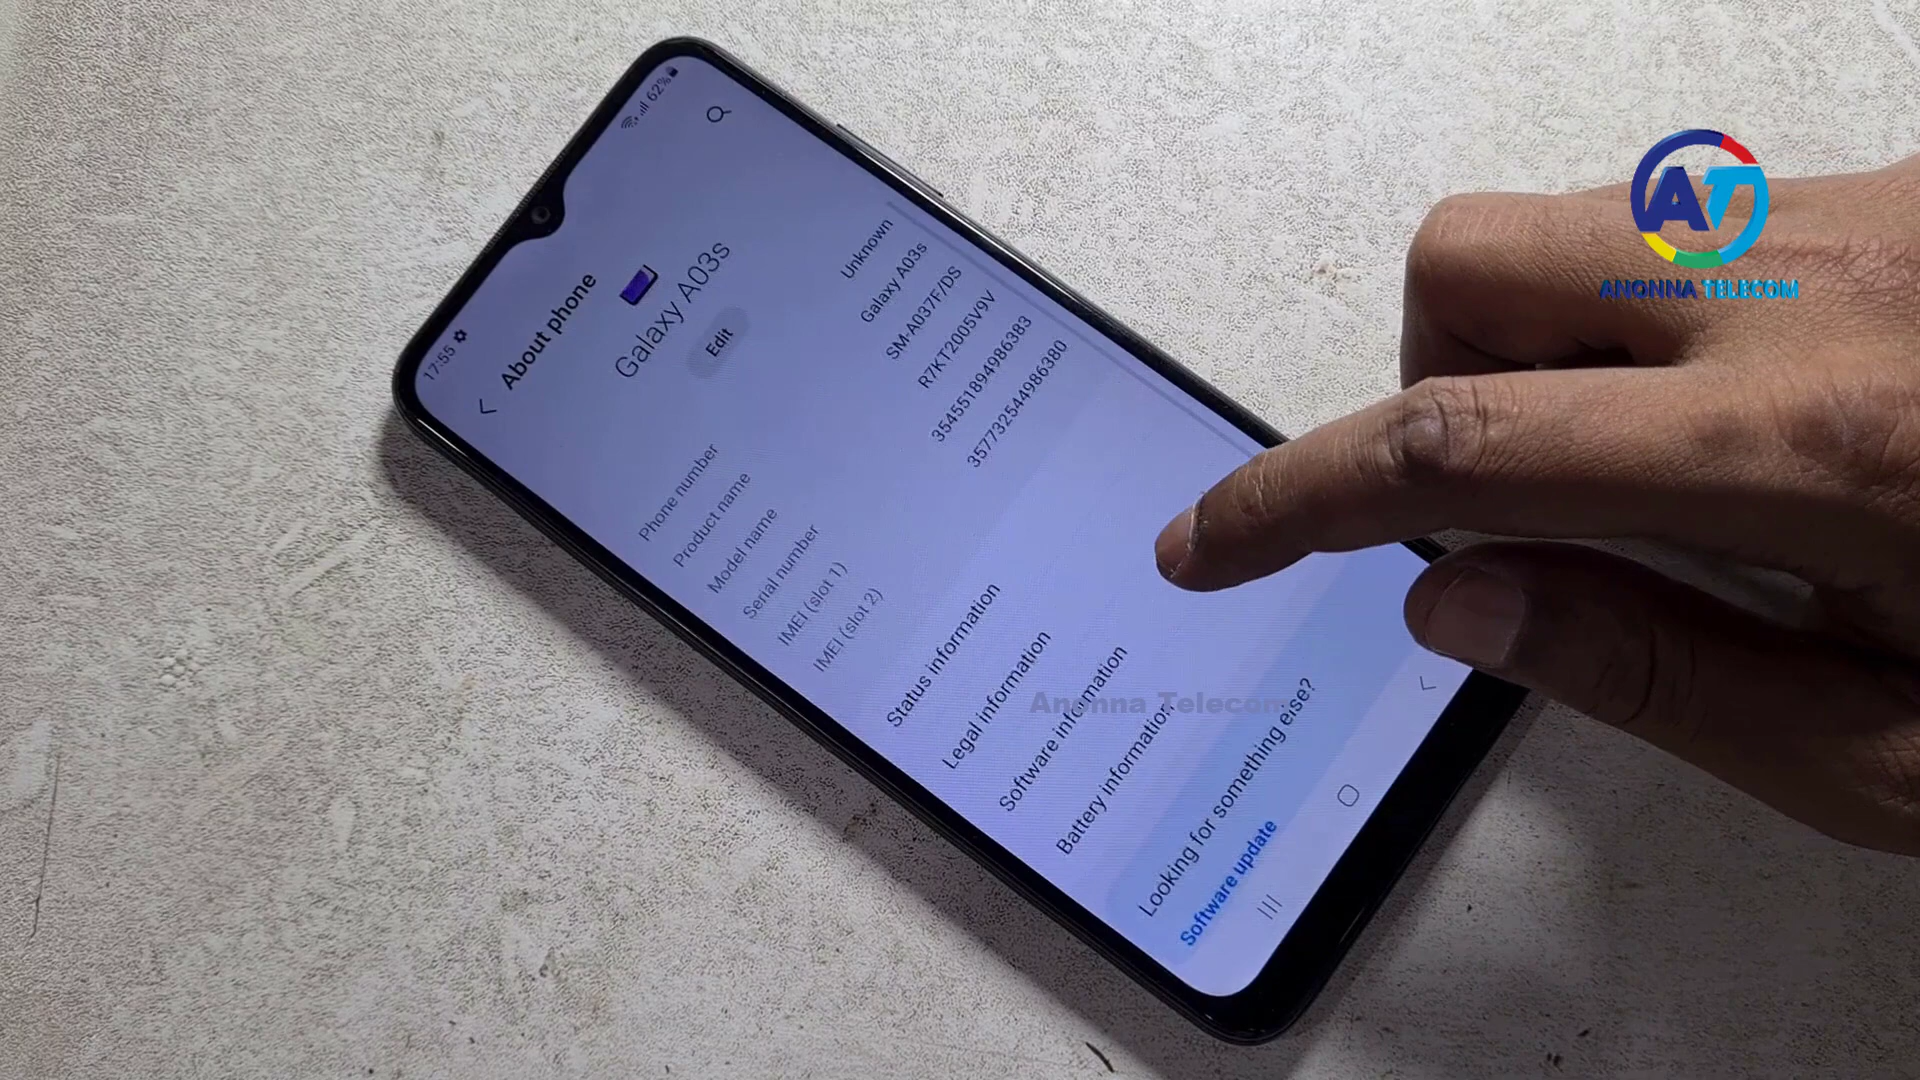 17:55
62%
About phone
Galaxy A03s
Edit
Phone number Unknown
Product name Galaxy A03s
Model name SM-A037F/DS
Serial number R7KT2005V9V
IMEI (slot 1) 354551894986383
IMEI (slot 2) 357732544986380
Status information
Legal information
Software information
Battery information
Looking for something else?
Software update
AT
ANONNA TELECOM
Anonna Telecom